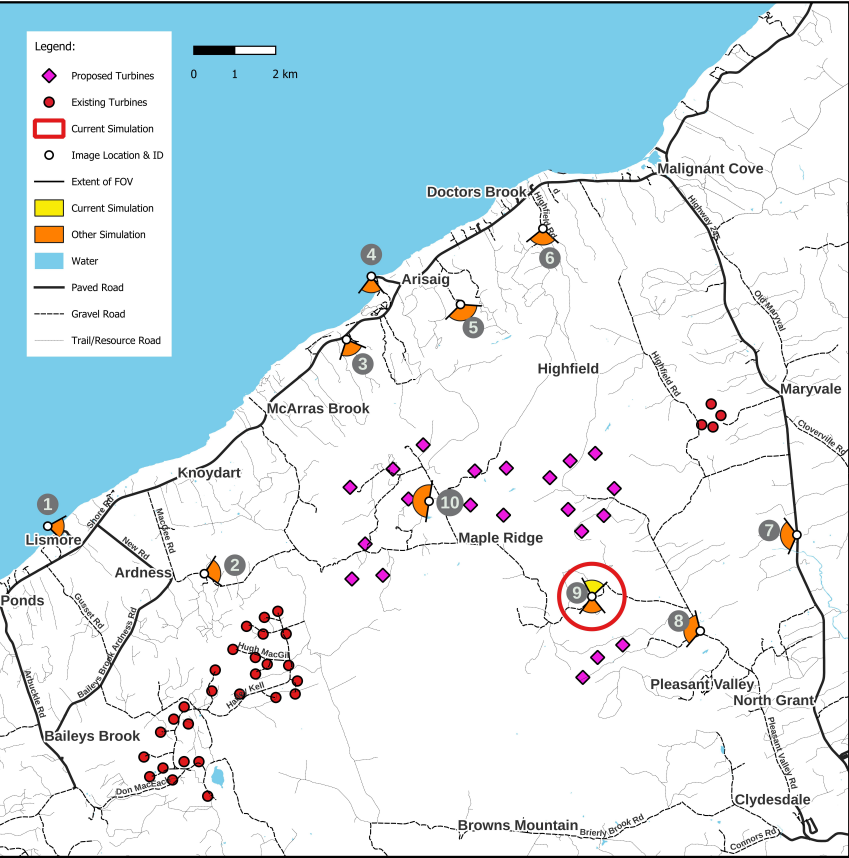 Legend:
Proposed Turbines
Existing Turbines
Current Simulation
Image Location & ID
Extent of FOV
Current Simulation
Other Simulation
Water
Paved Road
Gravel Road
Trail/Resource Road
0 1 2 km
Malignant Cove
Doctors Brook
Highfield Rd
Highway 245
6
4
Arisaig
5
Old Maryval
3
Highfield
Highfield Rd
Maryvale
McArras Brook
Cloverville Rd
Knoydart
1
Shore Rd
MacGee Rd
10
Lismore
New Rd
Maple Ridge
7
Ardness
2
9
Ponds
Gusset Rd
8
Baileys Brook Ardness Rd
Hugh MacGil
Arbuckle Rd
Pleasant Valley
North Grant
Baileys Brook
Pleasant Valley Rd
Don MacEach
Clydesdale
Browns Mountain
Brierly Brook Rd
Connors Rd